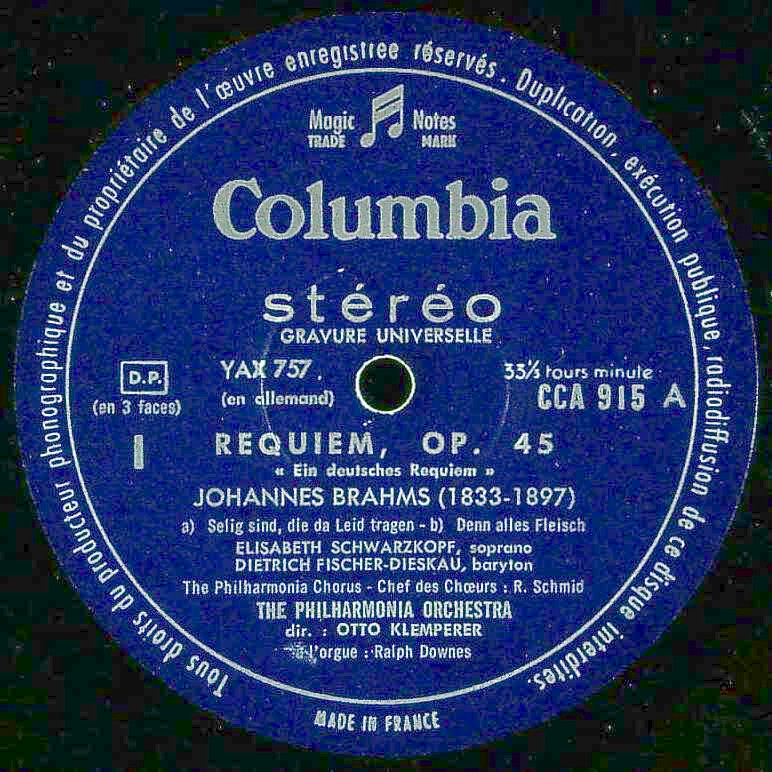 Tous droits du producteur phonographique et du propriétaire de l'œuvre enregistree réservés. Duplication, exécution publique, radiodiffusion de ce disque interdites.
Magic Notes
TRADE MARK
Columbia
stéréo
GRAVURE UNIVERSELLE
D.P. YAX 757. 33⅓ tours minute
(en 3 faces) (en allemand) CCA 915 A
I REQUIEM, OP. 45
« Ein deutsches Requiem »
JOHANNES BRAHMS (1833-1897)
a) Selig sind, die da Leid tragen - b) Denn alles Fleisch
ELISABETH SCHWARZKOPF, soprano
DIETRICH FISCHER-DIESKAU, baryton
The Philharmonia Chorus - Chef des Chœurs : R. Schmid
THE PHILHARMONIA ORCHESTRA
dir. : OTTO KLEMPERER
à l'orgue : Ralph Downes
MADE IN FRANCE